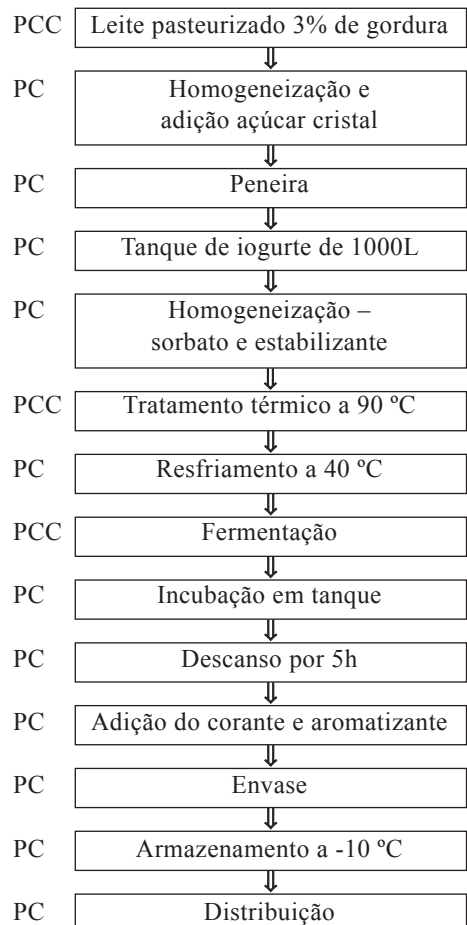 PCC Leite pasteurizado 3% de gordura
PC Homogeneização e
adição açúcar cristal
PC Peneira
PC Tanque de iogurte de 1000L
PC Homogeneização –
sorbato e estabilizante
PCC Tratamento térmico a 90 ºC
PC Resfriamento a 40 ºC
PCC Fermentação
PC Incubação em tanque
PC Descanso por 5h
PC Adição do corante e aromatizante
PC Envase
PC Armazenamento a -10 ºC
PC Distribuição